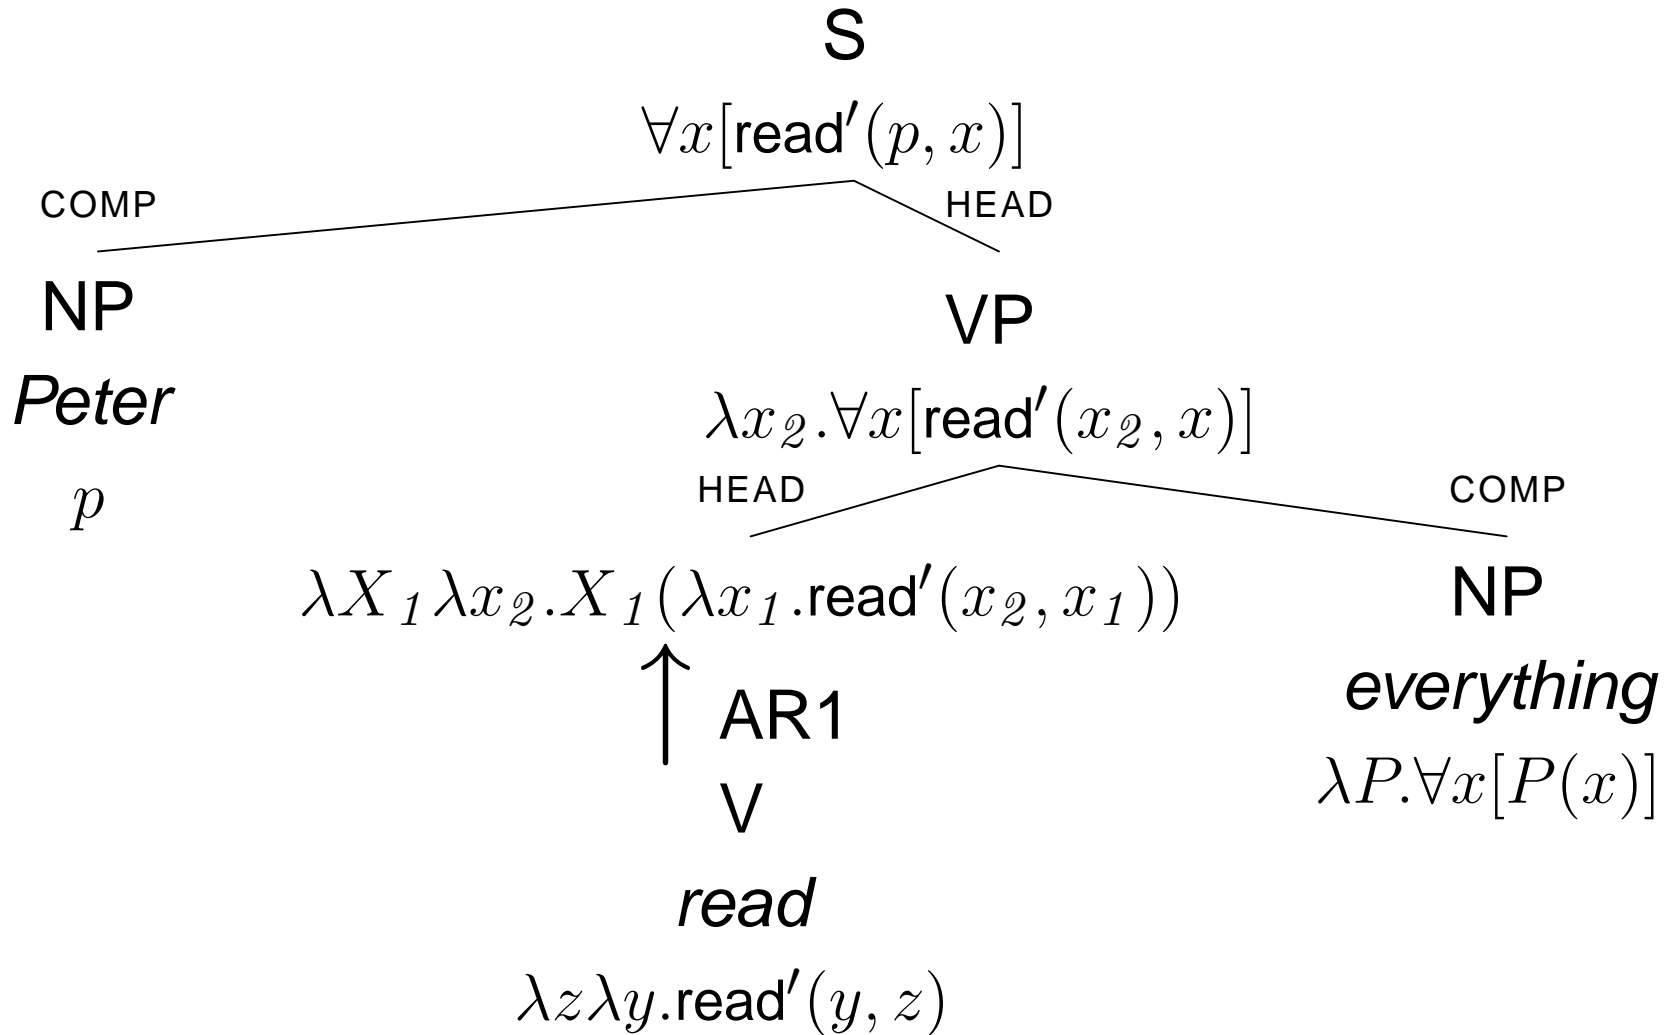 S
∀x[read′(p, x)]
COMP HEAD
NP VP
Peter
λx₂.∀x[read′(x₂, x)]
p
HEAD COMP
λX₁λx₂.X₁(λx₁.read′(x₂, x₁))
NP
everything
AR1
λP.∀x[P(x)]
V
read
λzλy.read′(y, z)